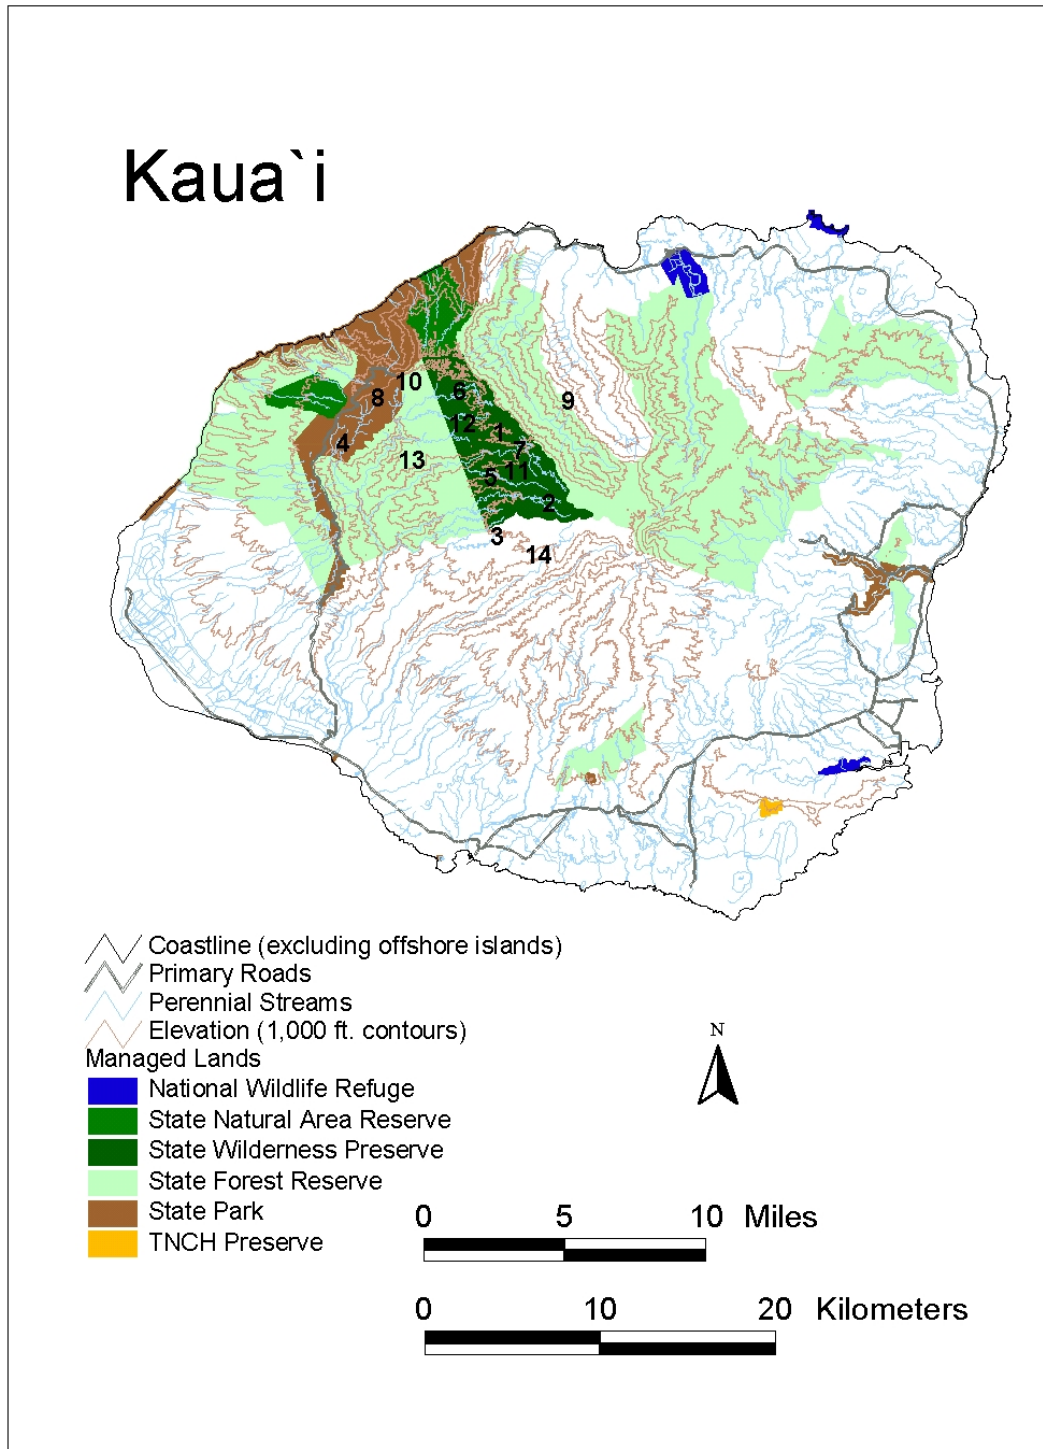 Kaua`i
10
6
8
9
12
1
4
7
13
5
11
2
3
14
Coastline (excluding offshore islands)
Primary Roads
Perennial Streams
Elevation (1,000 ft. contours)
Managed Lands
National Wildlife Refuge
State Natural Area Reserve
State Wilderness Preserve
State Forest Reserve
State Park
TNCH Preserve
N
0 5 10 Miles
0 10 20 Kilometers